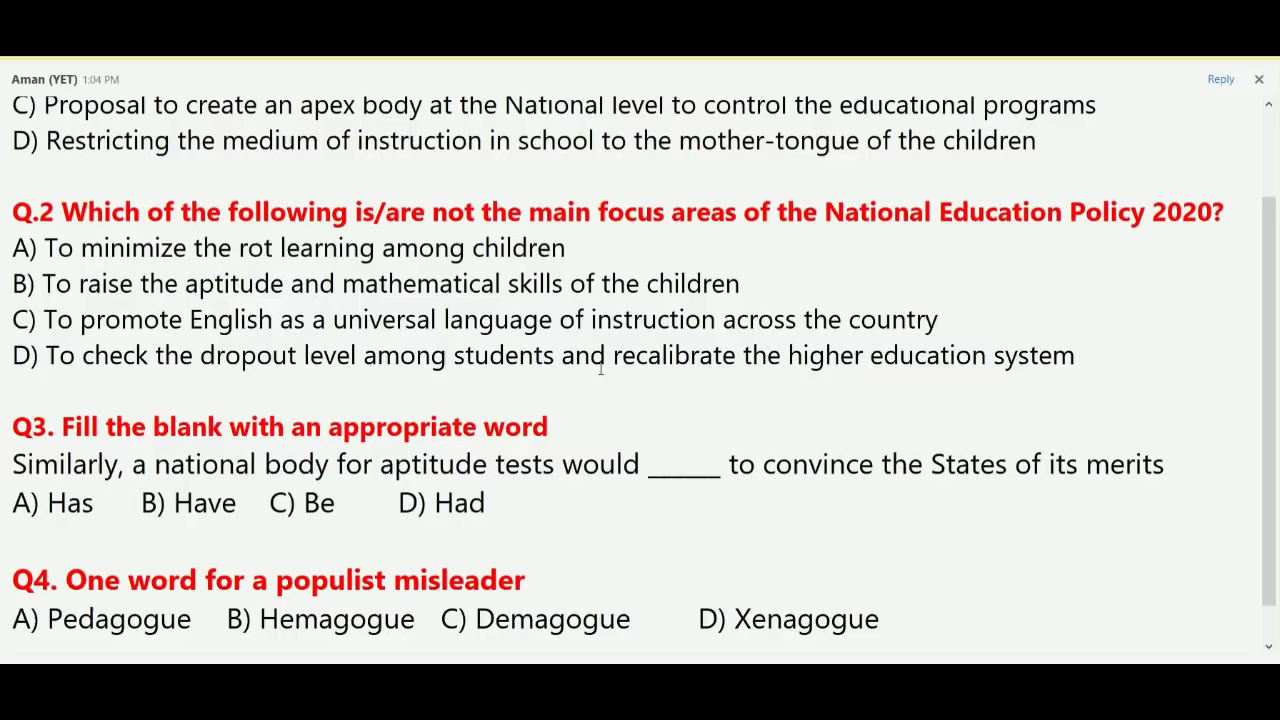 Aman (YET) 1:04 PM Reply ×
C) Proposal to create an apex body at the National level to control the educational programs
D) Restricting the medium of instruction in school to the mother-tongue of the children
Q.2 Which of the following is/are not the main focus areas of the National Education Policy 2020?
A) To minimize the rot learning among children
B) To raise the aptitude and mathematical skills of the children
C) To promote English as a universal language of instruction across the country
D) To check the dropout level among students and recalibrate the higher education system
Q3. Fill the blank with an appropriate word
Similarly, a national body for aptitude tests would ______ to convince the States of its merits
A) Has B) Have C) Be D) Had
Q4. One word for a populist misleader
A) Pedagogue B) Hemagogue C) Demagogue D) Xenagogue